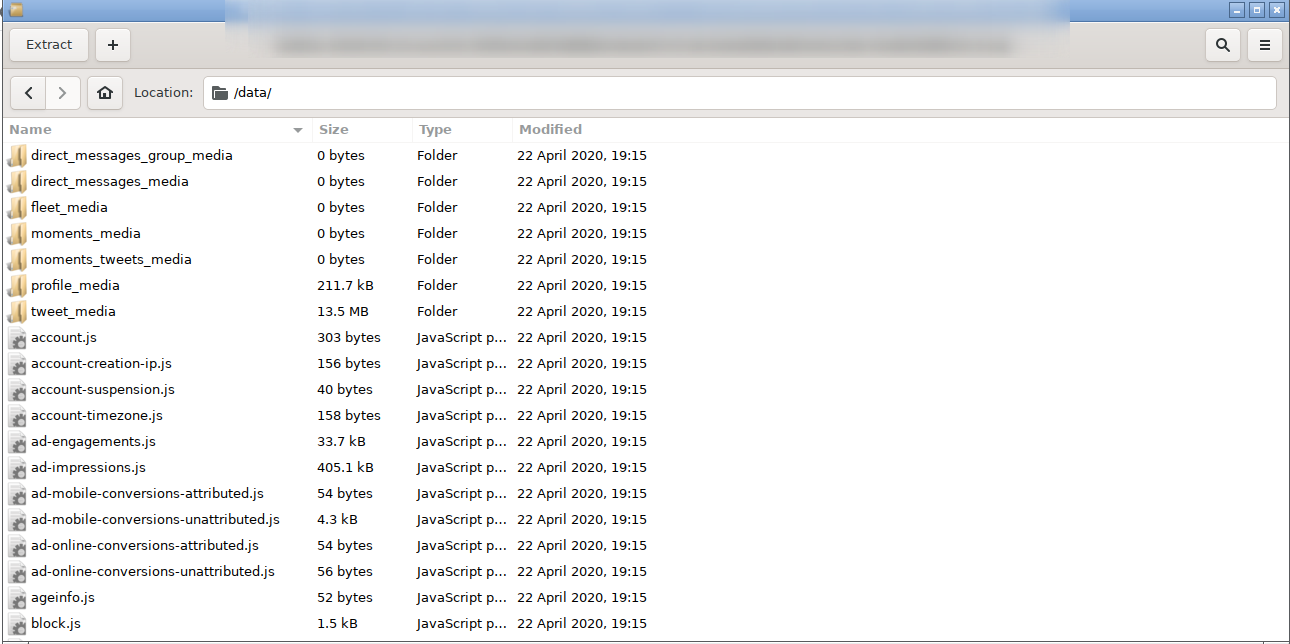 Extract +
Location: /data/
Name Size Type Modified
direct_messages_group_media 0 bytes Folder 22 April 2020, 19:15
direct_messages_media 0 bytes Folder 22 April 2020, 19:15
fleet_media 0 bytes Folder 22 April 2020, 19:15
moments_media 0 bytes Folder 22 April 2020, 19:15
moments_tweets_media 0 bytes Folder 22 April 2020, 19:15
profile_media 211.7 kB Folder 22 April 2020, 19:15
tweet_media 13.5 MB Folder 22 April 2020, 19:15
account.js 303 bytes JavaScript p... 22 April 2020, 19:15
account-creation-ip.js 156 bytes JavaScript p... 22 April 2020, 19:15
account-suspension.js 40 bytes JavaScript p... 22 April 2020, 19:15
account-timezone.js 158 bytes JavaScript p... 22 April 2020, 19:15
ad-engagements.js 33.7 kB JavaScript p... 22 April 2020, 19:15
ad-impressions.js 405.1 kB JavaScript p... 22 April 2020, 19:15
ad-mobile-conversions-attributed.js 54 bytes JavaScript p... 22 April 2020, 19:15
ad-mobile-conversions-unattributed.js 4.3 kB JavaScript p... 22 April 2020, 19:15
ad-online-conversions-attributed.js 54 bytes JavaScript p... 22 April 2020, 19:15
ad-online-conversions-unattributed.js 56 bytes JavaScript p... 22 April 2020, 19:15
ageinfo.js 52 bytes JavaScript p... 22 April 2020, 19:15
block.js 1.5 kB JavaScript p... 22 April 2020, 19:15